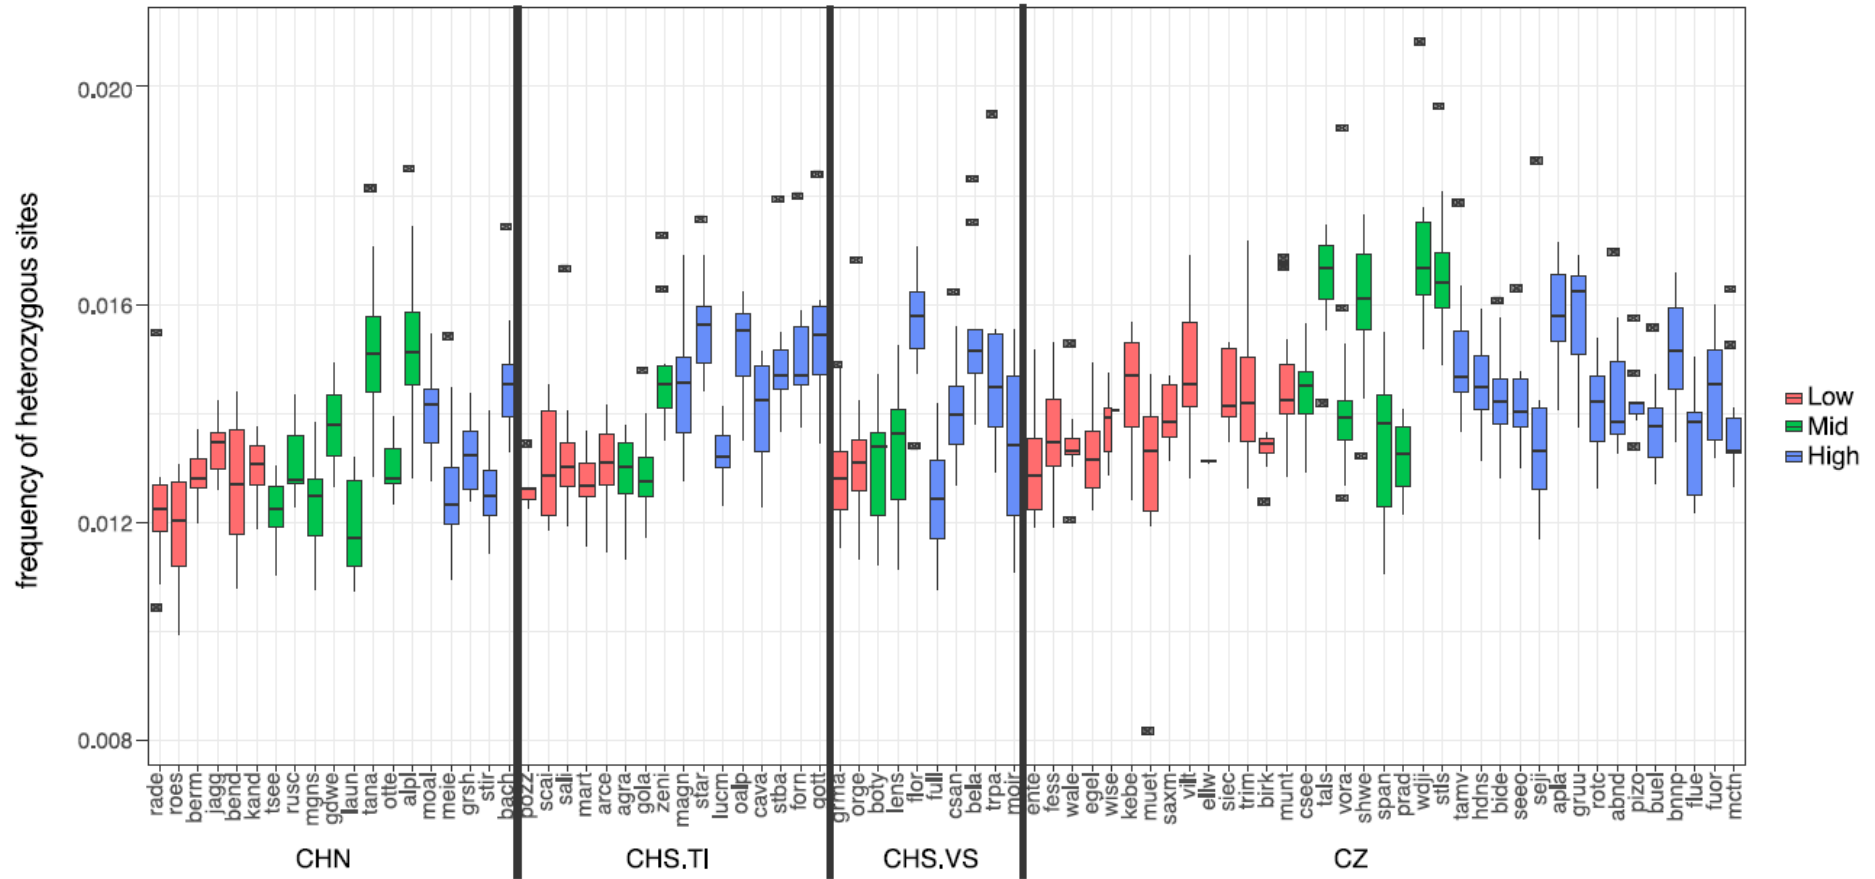 frequency of heterozygous sites
0.020
0.016
0.012
0.008
rade
roes
berm
jagg
bend
kand
tsee
rusc
mgns
gdwe
laun
tana
otte
alpl
moal
meie
grsh
stir
bach
pozz
scai
sali
mart
arce
agra
gola
zeni
magn
star
lucm
oalp
cava
stba
forn
gott
grma
orge
boty
lens
flor
full
csan
bella
trpa
moir
ente
fess
wale
egel
wise
kebe
muet
saxm
vilt
ellw
siec
trim
birk
munt
csee
tals
vora
shwe
span
prad
wdji
stls
tamv
hdns
bide
seeo
seji
apla
gruu
rotc
abnd
pizo
buel
bnnp
flue
fuor
mctn
CHN
CHS.TI
CHS.VS
CZ
Low
Mid
High